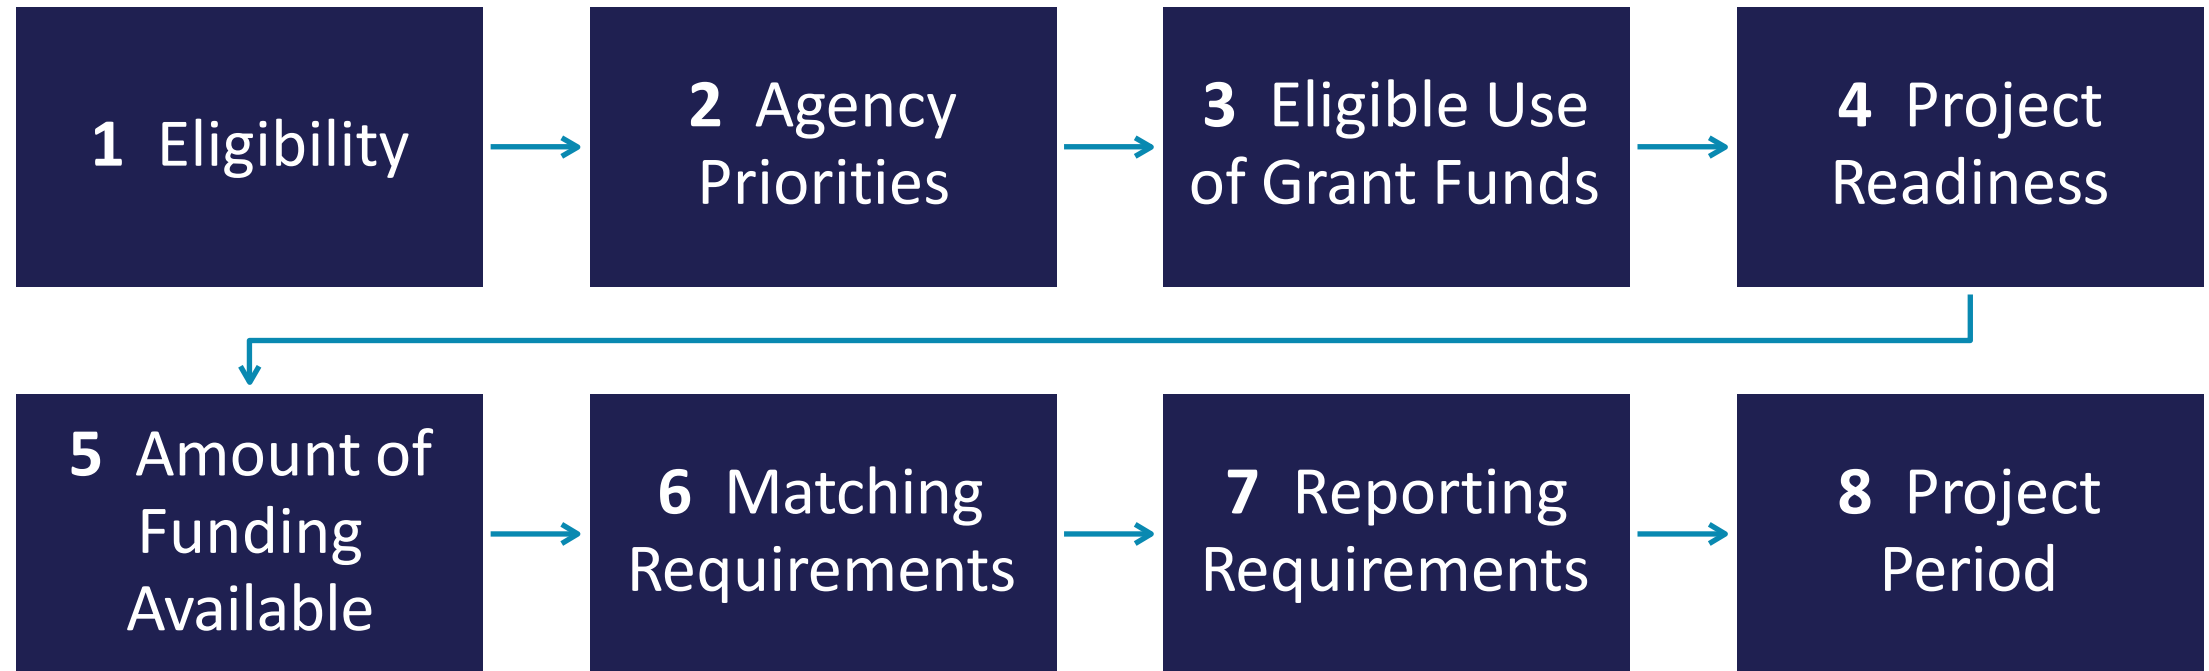 1 Eligibility
2 Agency
Priorities
3 Eligible Use
of Grant Funds
4 Project
Readiness
5 Amount of
Funding
Available
6 Matching
Requirements
7 Reporting
Requirements
8 Project
Period